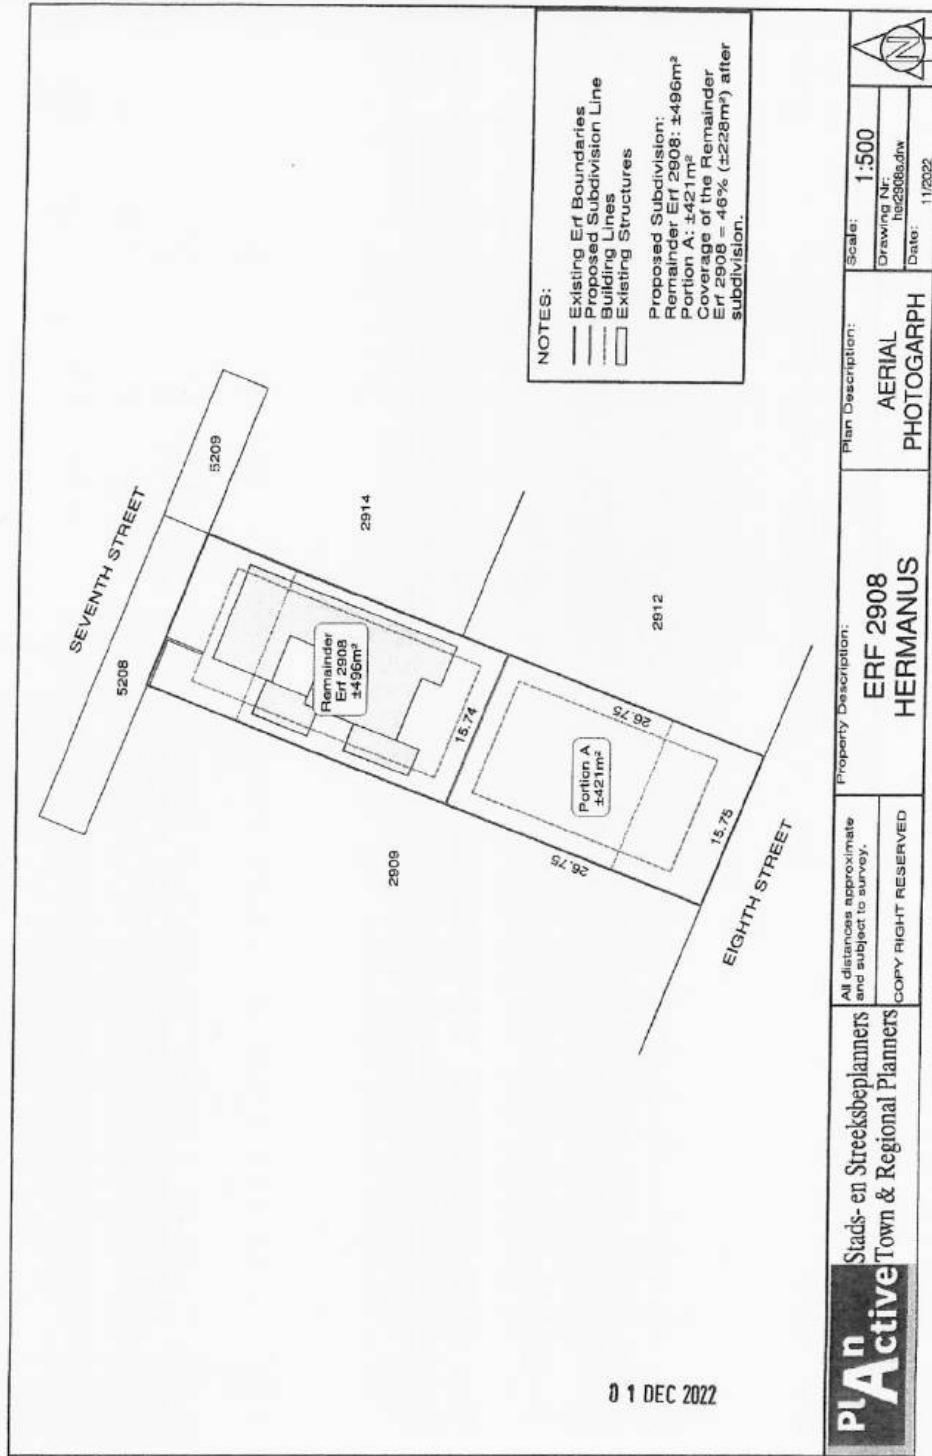 SEVENTH STREET
5208
5209
Remainder
Erf 2908
±496m²
2914
15.74
2909
Portion A
±421m²
26.75
26.75
15.75
2912
EIGHTH STREET
NOTES:
Existing Erf Boundaries
Proposed Subdivision Line
Building Lines
Existing Structures
Proposed Subdivision:
Remainder Erf 2908: ±496m²
Portion A: ±421m²
Coverage of the Remainder
Erf 2908 = 46% (±228m²) after
subdivision.
0 1 DEC 2022
PlAn
Active
Stads- en Streeksbeplanners
Town & Regional Planners
All distances approximate
and subject to survey.
COPY RIGHT RESERVED
Property Description:
ERF 2908
HERMANUS
Plan Description:
AERIAL
PHOTOGARPH
Scale:
1:500
Drawing Nr:
her2908s.drw
Date:
11/2022
N